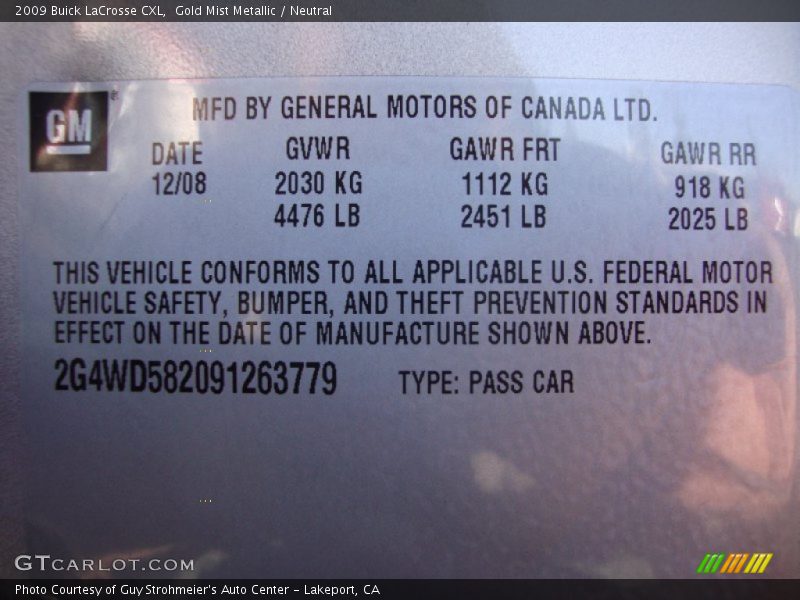 2009 Buick LaCrosse CXL,  Gold Mist Metallic / Neutral
GM ®
MFD BY GENERAL MOTORS OF CANADA LTD.
DATE GVWR GAWR FRT GAWR RR
12/08 2030 KG 1112 KG 918 KG
4476 LB 2451 LB 2025 LB
THIS VEHICLE CONFORMS TO ALL APPLICABLE U.S. FEDERAL MOTOR
VEHICLE SAFETY, BUMPER, AND THEFT PREVENTION STANDARDS IN
EFFECT ON THE DATE OF MANUFACTURE SHOWN ABOVE.
2G4WD582091263779 TYPE: PASS CAR
GTCARLOT.COM
Photo Courtesy of Guy Strohmeier's Auto Center - Lakeport, CA